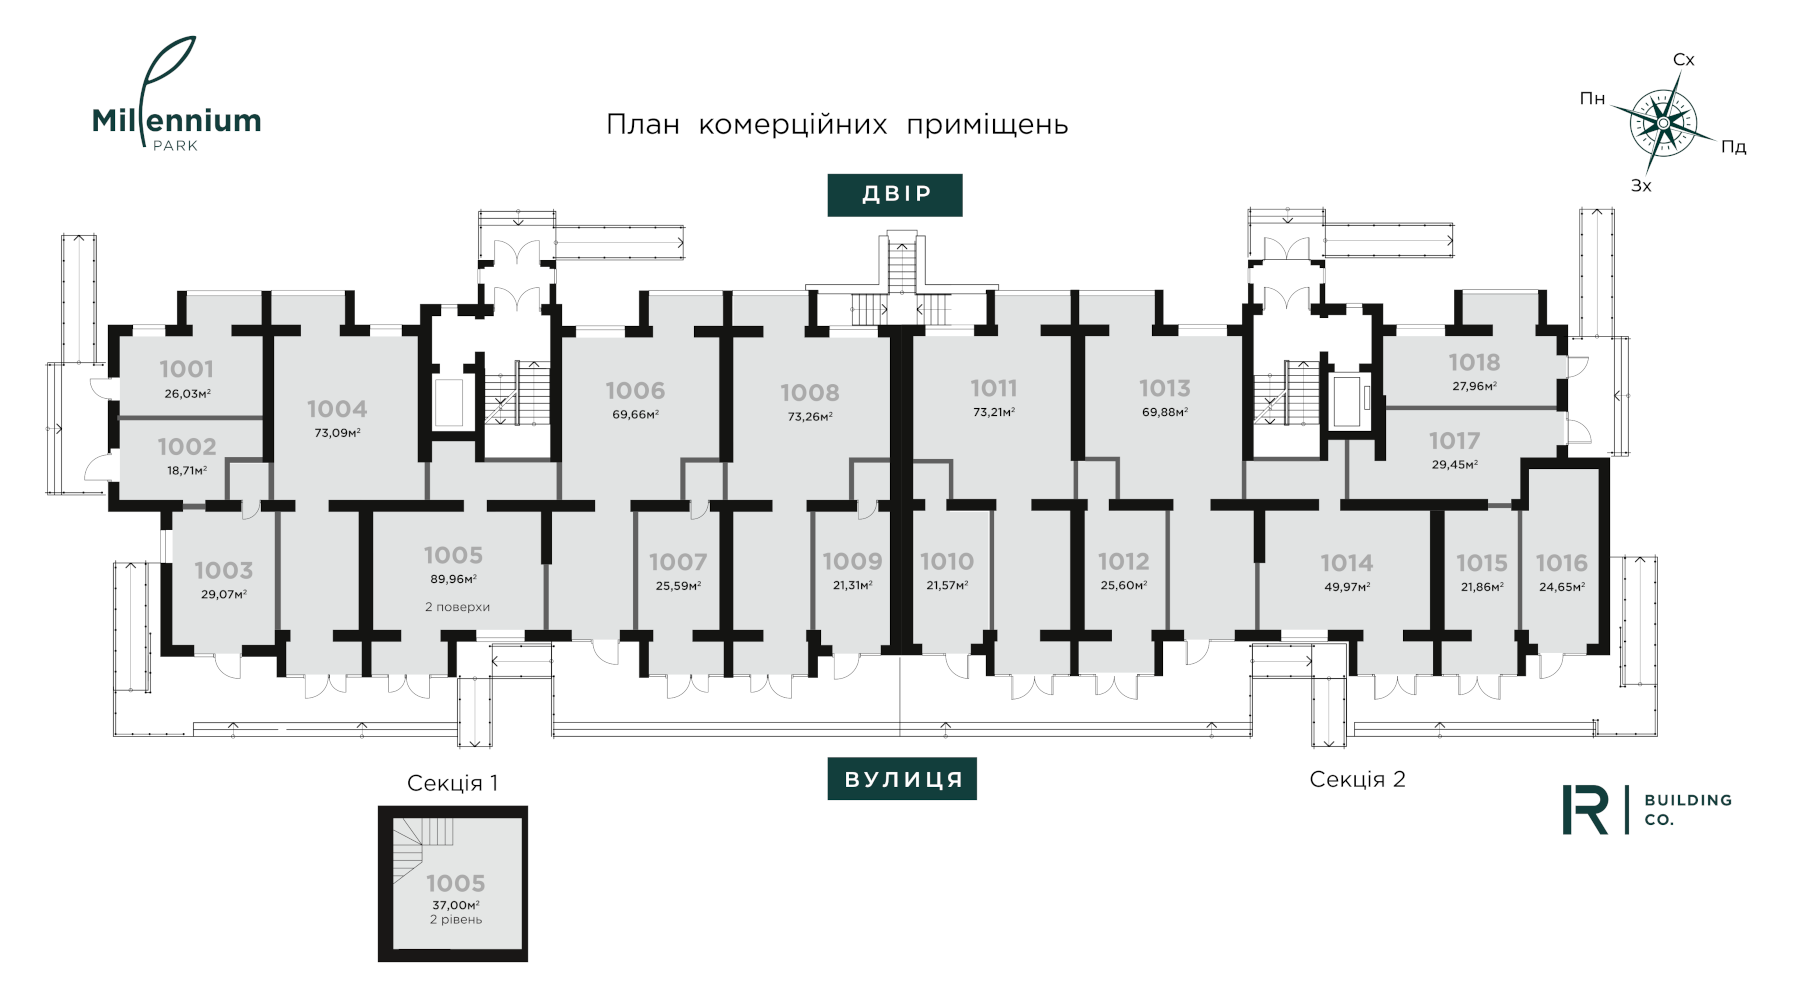 Millennium
PARK
План комерційних приміщень
Сх
Пн
Пд
Зх
ДВІР
1001
26,03м²
1002
18,71м²
1003
29,07м²
1004
73,09м²
1005
89,96м²
2 поверхи
1006
69,66м²
1007
25,59м²
1008
73,26м²
1009
21,31м²
1010
21,57м²
1011
73,21м²
1012
25,60м²
1013
69,88м²
1014
49,97м²
1015
21,86м²
1016
24,65м²
1017
29,45м²
1018
27,96м²
Секція 1
ВУЛИЦЯ
Секція 2
1005
37,00м²
2 рівень
R
BUILDING
CO.